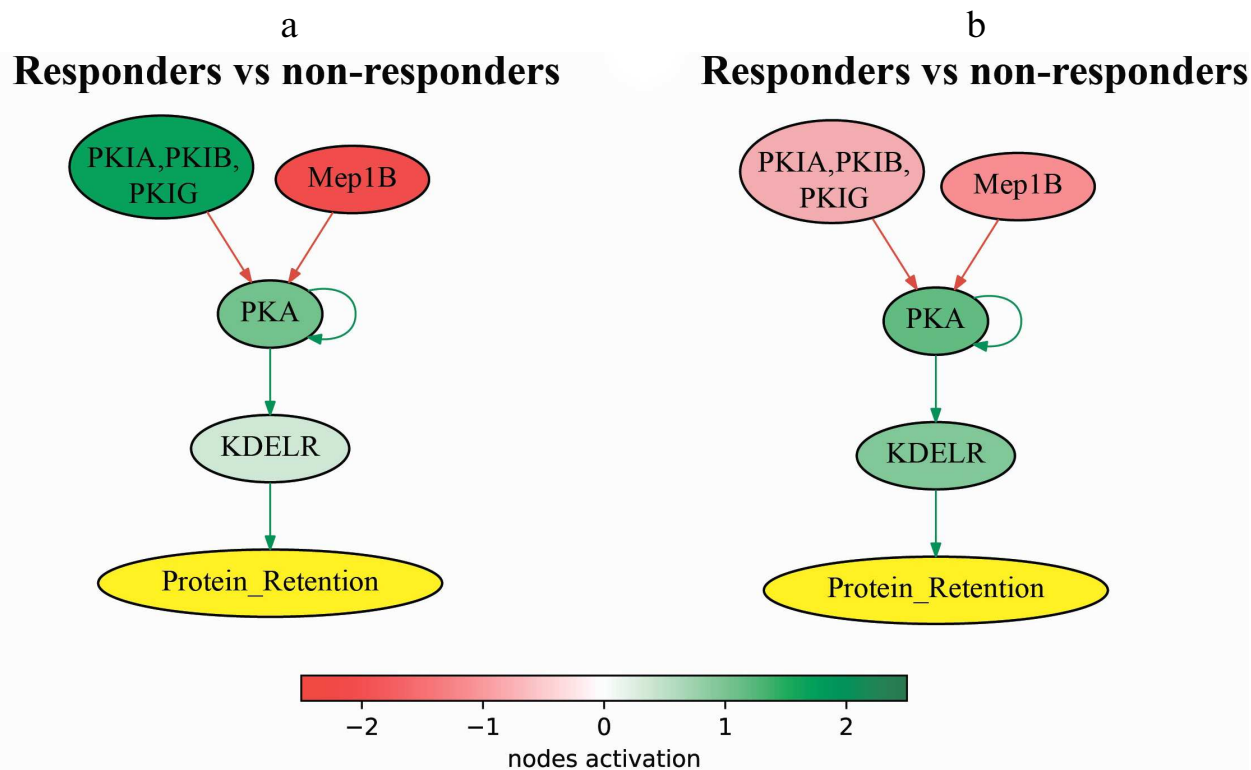 a
Responders vs non-responders
PKIA,PKIB,
PKIG
Mep1B
PKA
KDELR
Protein_Retention
b
Responders vs non-responders
PKIA,PKIB,
PKIG
Mep1B
PKA
KDELR
Protein_Retention
−2 −1 0 1 2
nodes activation